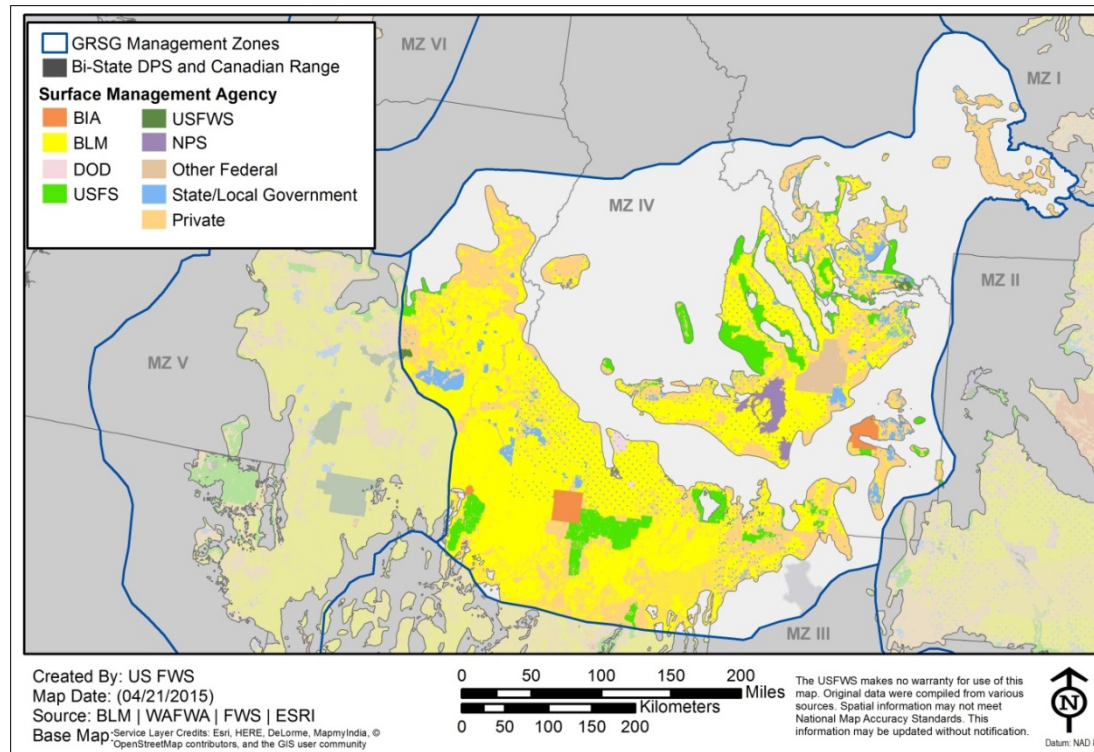 GRSG Management Zones
Bi-State DPS and Canadian Range
Surface Management Agency
BIA
BLM
DOD
USFS
USFWS
NPS
Other Federal
State/Local Government
Private
MZ VI
MZ I
MZ IV
MZ II
MZ V
MZ III
Created By: US FWS
Map Date: (04/21/2015)
Source: BLM | WAFWA | FWS | ESRI
Base Map: Service Layer Credits: Esri, HERE, DeLorme, MapmyIndia, ©
OpenStreetMap contributors, and the GIS user community
0 50 100 150 200
Miles
Kilometers
0 50 100 150 200
The USFWS makes no warranty for use of this
map. Original data were compiled from various
sources. Spatial information may not meet
National Map Accuracy Standards. This
information may be updated without notification.
N
Datum: NAD